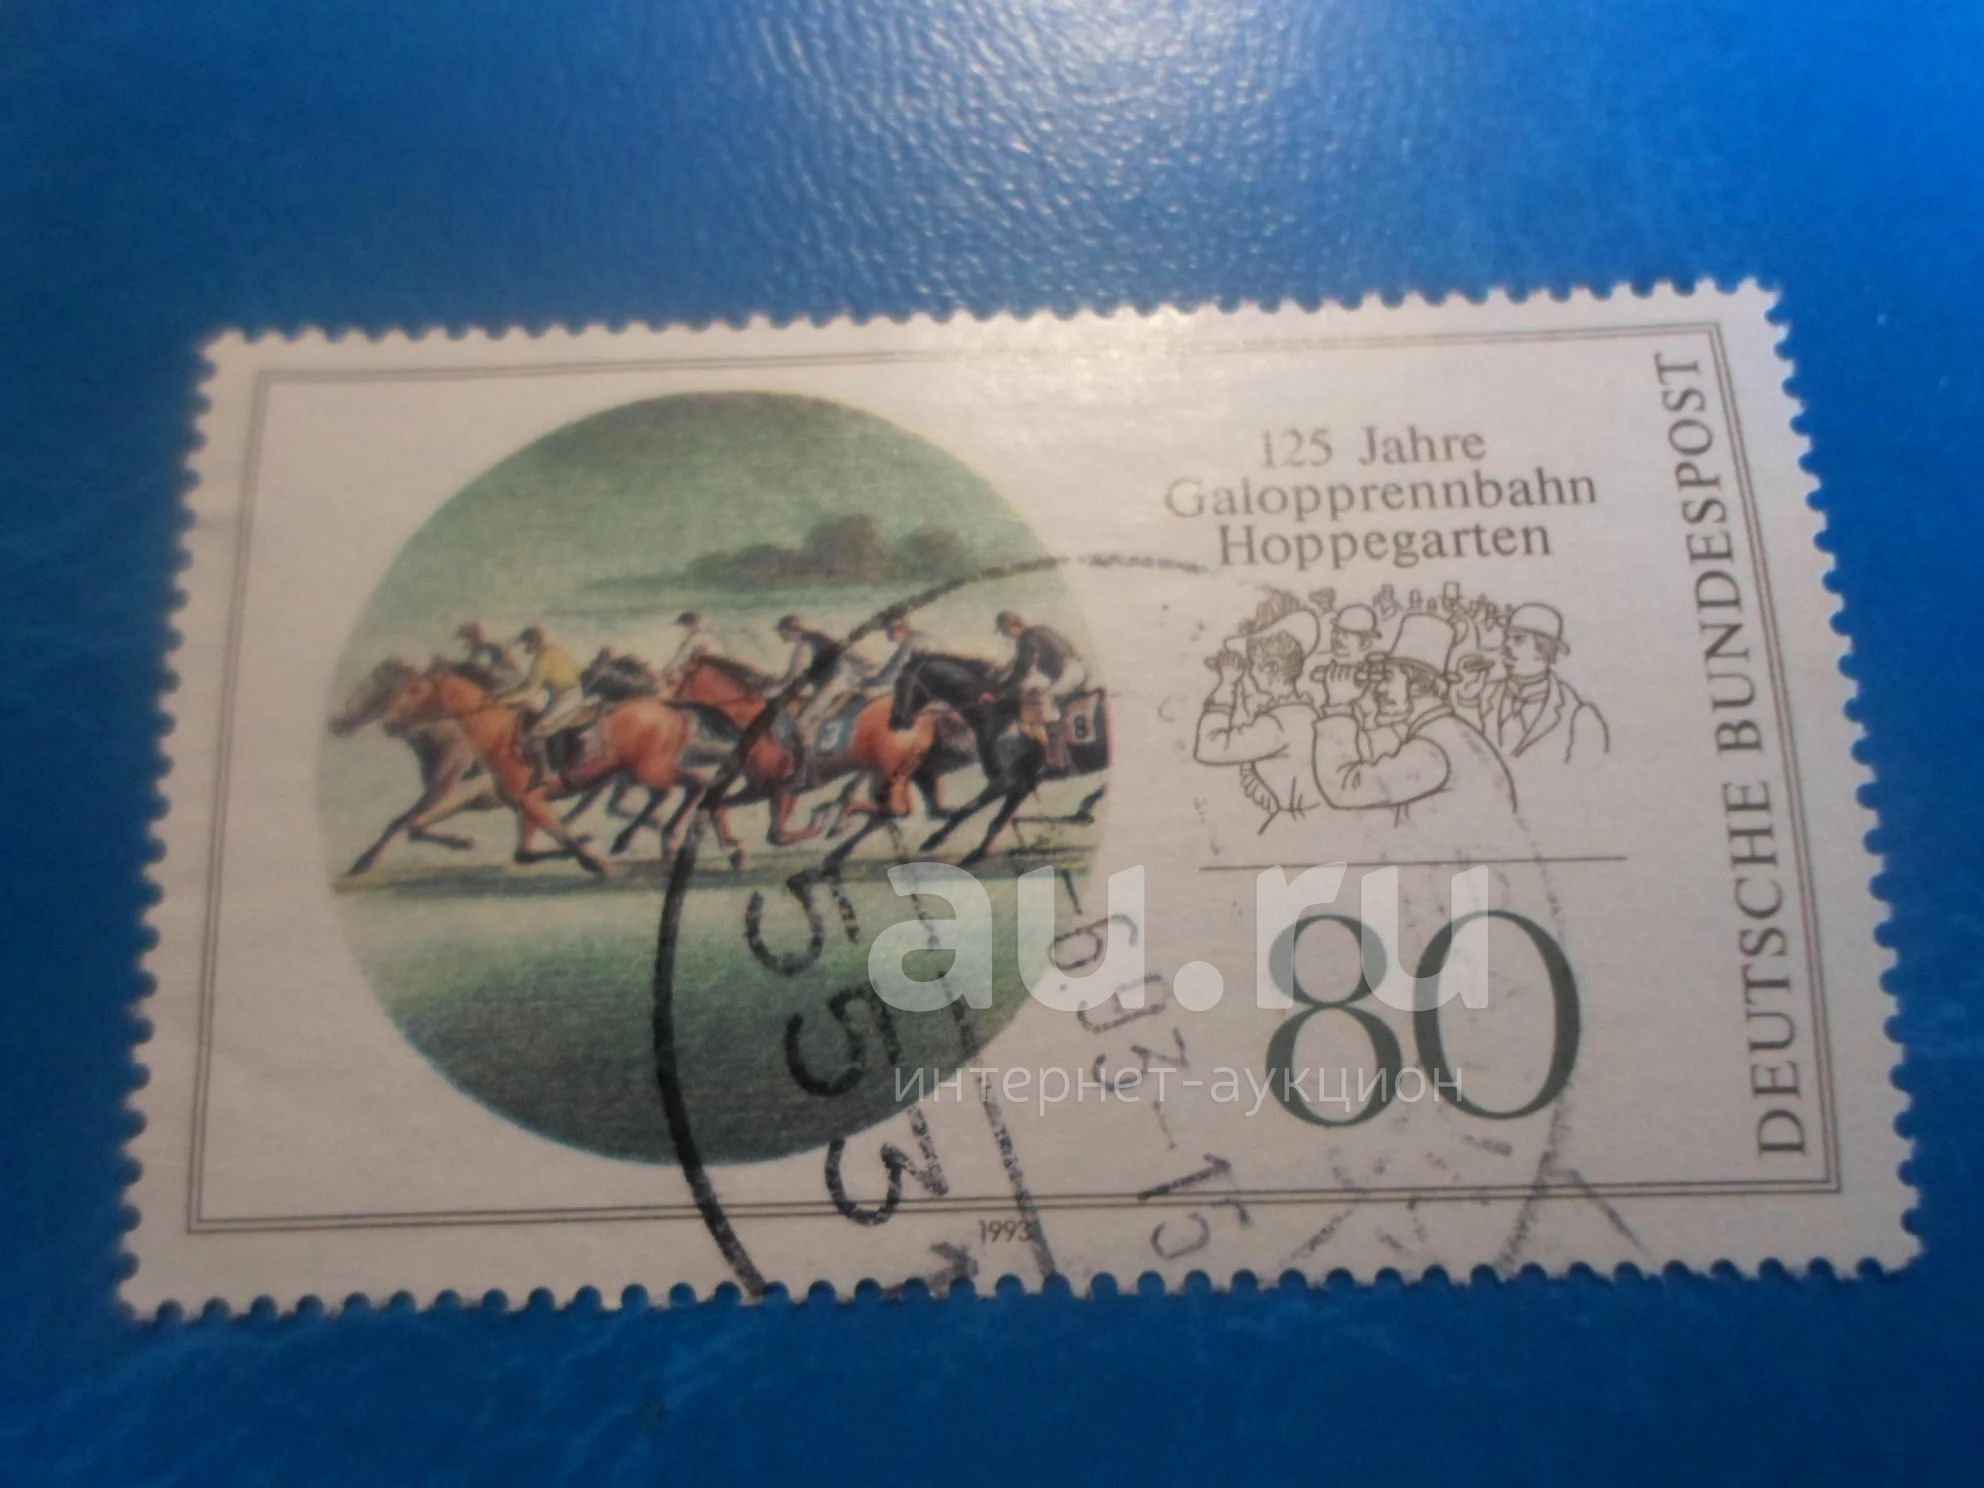 125 Jahre
Galopprennbahn
Hoppegarten
DEUTSCHE BUNDESPOST
80
1993
au.ru
интернет-аукцион